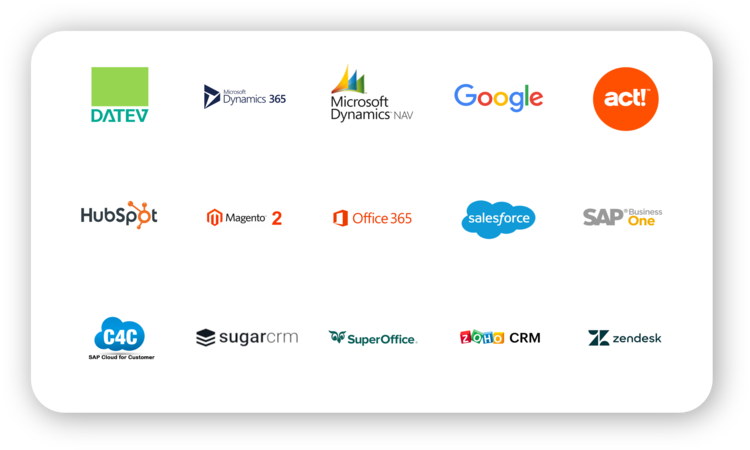 DATEV
Microsoft
Dynamics 365
Microsoft
Dynamics NAV
Google
act!™
HubSpot
Magento® 2
Office 365
salesforce
SAP® Business
One
C4C
SAP Cloud for Customer
sugarcrm
SuperOffice®
ZOHO CRM
zendesk